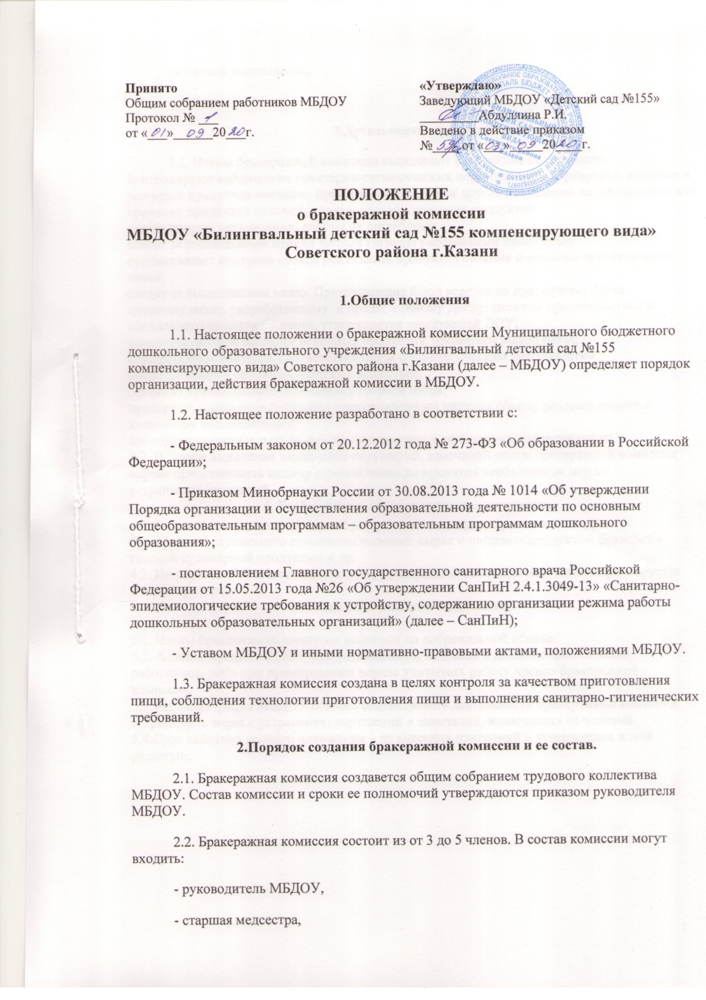 Принято
Общим собранием работников МБДОУ
Протокол № 1
от «01» 09 2020г.
«Утверждаю»
Заведующий МБДОУ «Детский сад №155»
Абдуллина Р.И.
Введено в действие приказом
№ от «03» 09 2020г.
ПОЛОЖЕНИЕ
о бракеражной комиссии
МБДОУ «Билингвальный детский сад №155 компенсирующего вида»
Советского района г.Казани
1.Общие положения
1.1. Настоящее положении о бракеражной комиссии Муниципального бюджетного
дошкольного образовательного учреждения «Билингвальный детский сад №155
компенсирующего вида» Советского района г.Казани (далее – МБДОУ) определяет порядок
организации, действия бракеражной комиссии в МБДОУ.
1.2. Настоящее положение разработано в соответствии с:
- Федеральным законом от 20.12.2012 года № 273-ФЗ «Об образовании в Российской
Федерации»;
- Приказом Минобрнауки России от 30.08.2013 года № 1014 «Об утверждении
Порядка организации и осуществления образовательной деятельности по основным
общеобразовательным программам – образовательным программам дошкольного
образования»;
- постановлением Главного государственного санитарного врача Российской
Федерации от 15.05.2013 года №26 «Об утверждении СанПиН 2.4.1.3049-13» «Санитарно-
эпидемиологические требования к устройству, содержанию организации режима работы
дошкольных образовательных организаций» (далее – СанПиН);
- Уставом МБДОУ и иными нормативно-правовыми актами, положениями МБДОУ.
1.3. Бракеражная комиссия создана в целях контроля за качеством приготовления
пищи, соблюдения технологии приготовления пищи и выполнения санитарно-гигиенических
требований.
2.Порядок создания бракеражной комиссии и ее состав.
2.1. Бракеражная комиссия создавется общим собранием трудового коллектива
МБДОУ. Состав комиссии и сроки ее полномочий утверждаются приказом руководителя
МБДОУ.
2.2. Бракеражная комиссия состоит из от 3 до 5 членов. В состав комиссии могут
входить:
- руководитель МБДОУ,
- старшая медсестра,